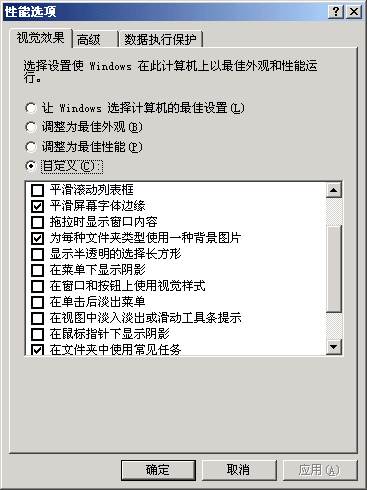 性能选项
视觉效果 高级 数据执行保护
选择设置使 Windows 在此计算机上以最佳外观和性能运
行。
让 Windows 选择计算机的最佳设置(L)
调整为最佳外观(B)
调整为最佳性能(P)
自定义(C):
平滑滚动列表框
平滑屏幕字体边缘
拖拉时显示窗口内容
为每种文件夹类型使用一种背景图片
显示半透明的选择长方形
在菜单下显示阴影
在窗口和按钮上使用视觉样式
在单击后淡出菜单
在视图中淡入淡出或滑动工具条提示
在鼠标指针下显示阴影
在文件夹中使用常见任务
确定 取消 应用(A)